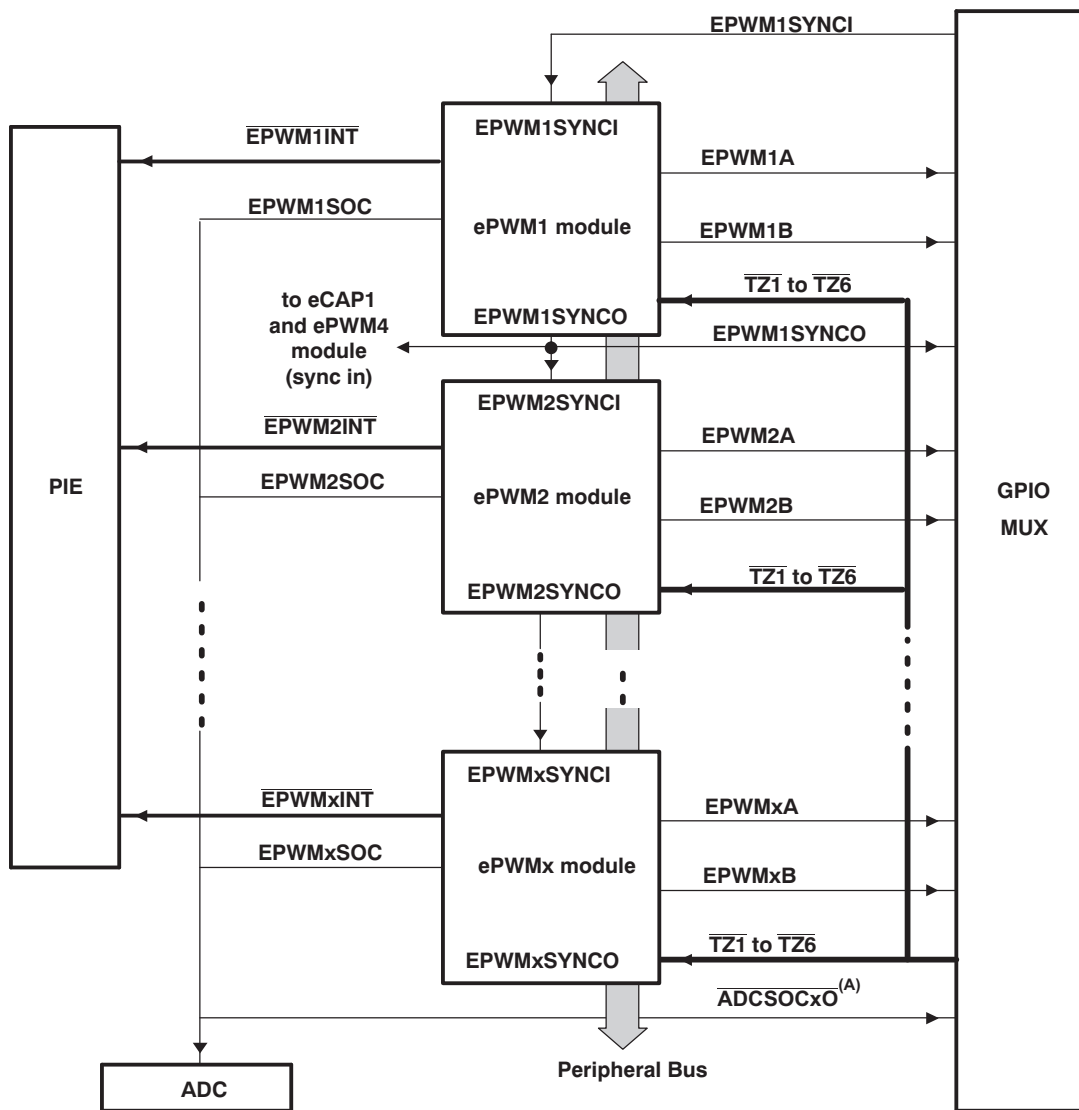 EPWM1SYNCI
EPWM1SYNCI
EPWM1INT
EPWM1A
EPWM1SOC
ePWM1 module
EPWM1B
TZ1 to TZ6
to eCAP1
and ePWM4
module
(sync in)
EPWM1SYNCO
EPWM1SYNCO
EPWM2SYNCI
EPWM2INT
EPWM2A
PIE
EPWM2SOC
ePWM2 module
EPWM2B
GPIO
MUX
TZ1 to TZ6
EPWM2SYNCO
EPWMxSYNCI
EPWMxINT
EPWMxA
EPWMxSOC
ePWMx module
EPWMxB
TZ1 to TZ6
EPWMxSYNCO
ADCSOCxO(A)
Peripheral Bus
ADC